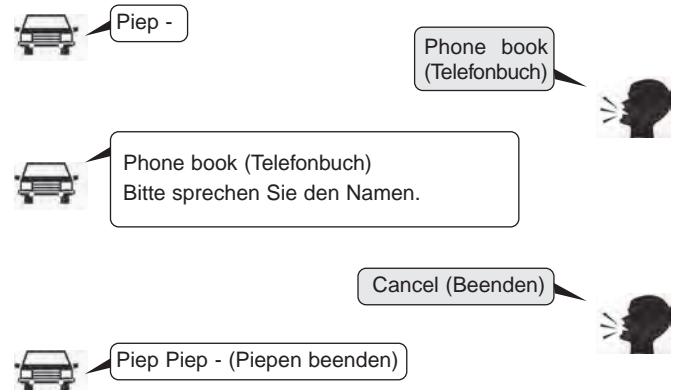 Piep -
Phone book
(Telefonbuch)
Phone book (Telefonbuch)
Bitte sprechen Sie den Namen.
Cancel (Beenden)
Piep Piep - (Piepen beenden)